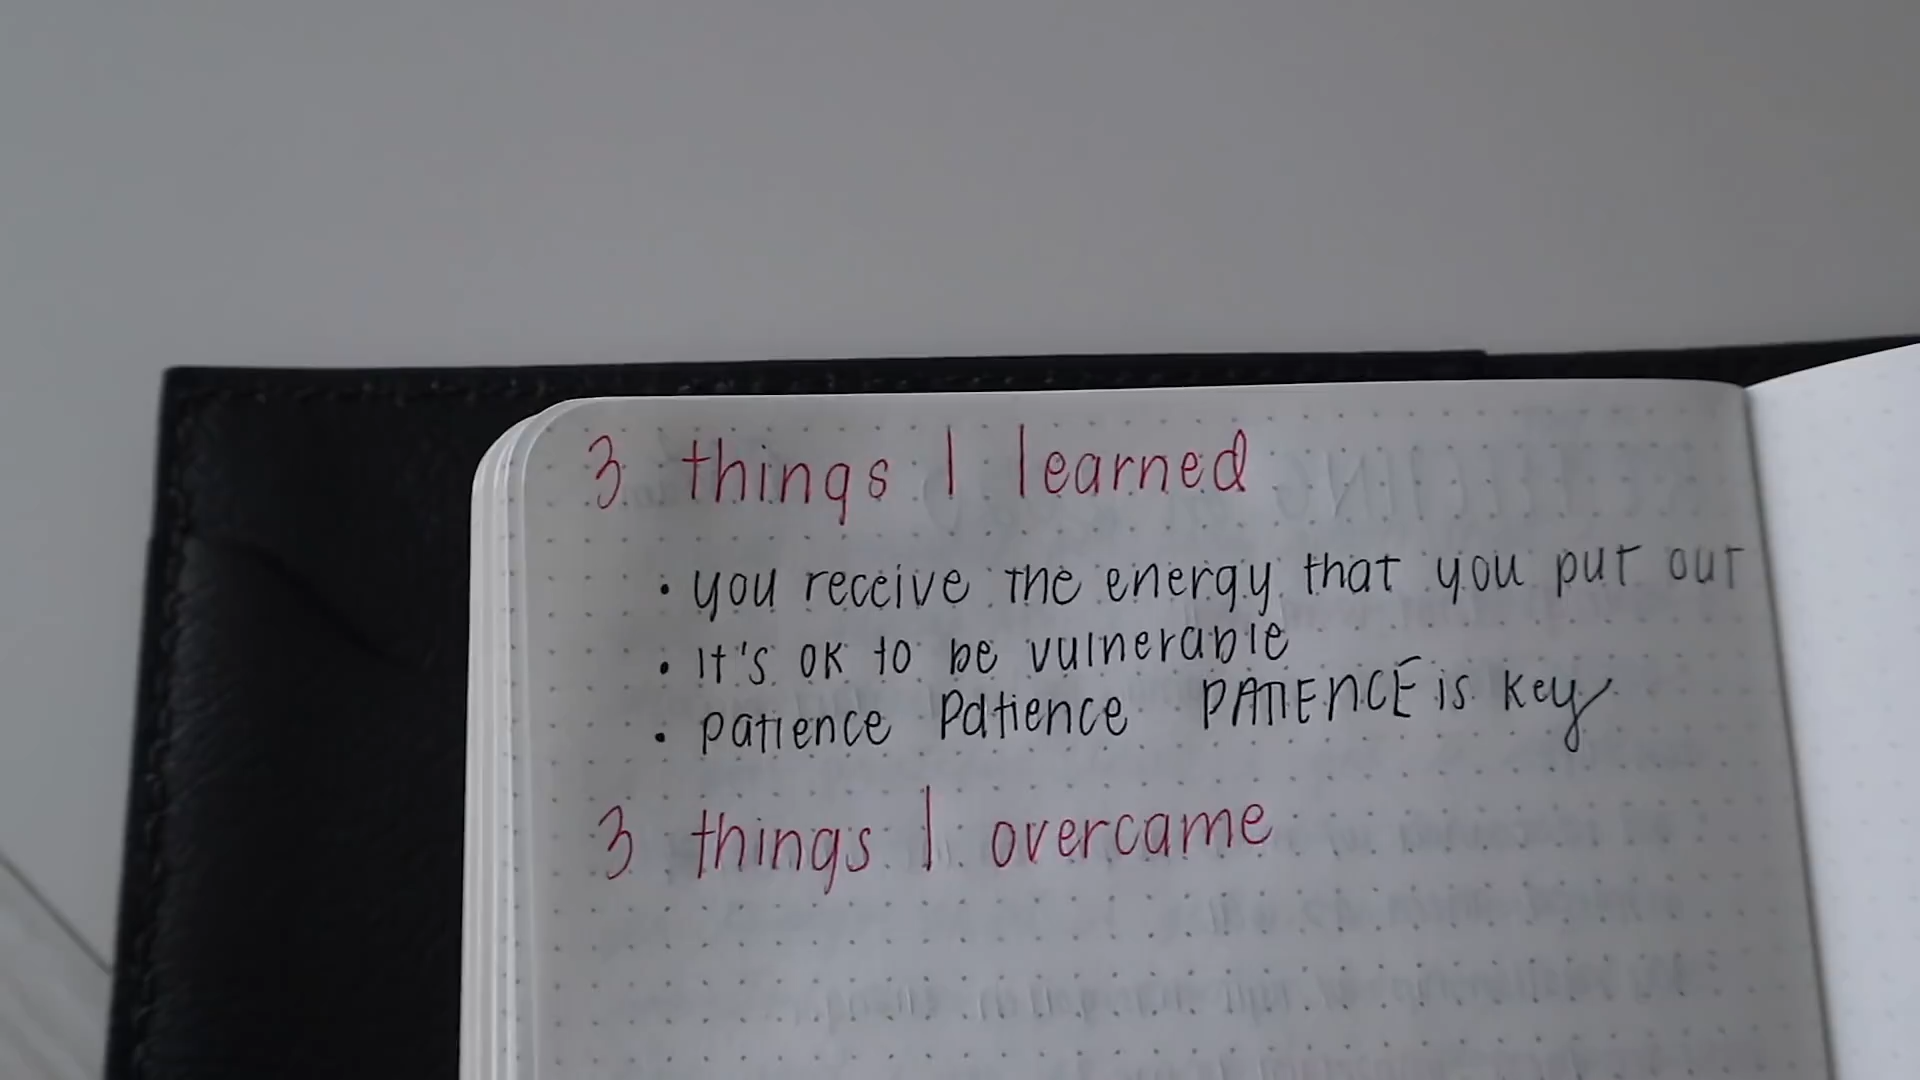 3 things I learned
• you receive the energy that you put out
• it's ok to be vulnerable
• patience Patience PATIENCE is key
3 things I overcame